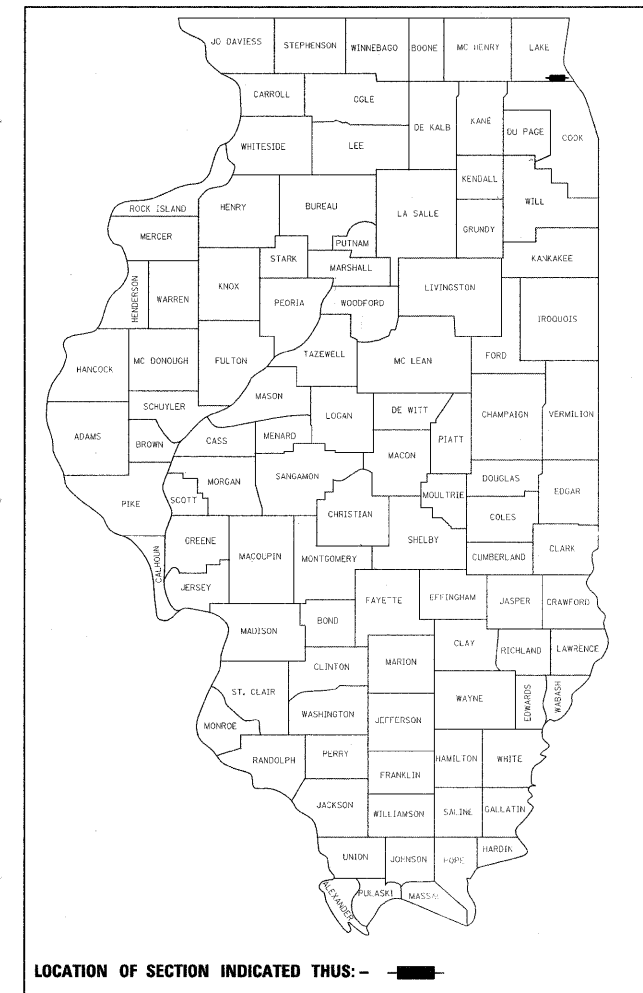 JO DAVIESS STEPHENSON WINNEBAGO BOONE MC HENRY LAKE
CARROLL OGLE DE KALB KANE DU PAGE COOK
WHITESIDE LEE
KENDALL
ROCK ISLAND HENRY BUREAU LA SALLE WILL
MERCER PUTNAM GRUNDY
STARK MARSHALL KANKAKEE
HENDERSON WARREN KNOX PEORIA WOODFORD LIVINGSTON IROQUOIS
HANCOCK MC DONOUGH FULTON TAZEWELL MC LEAN FORD
SCHUYLER MASON LOGAN DE WITT CHAMPAIGN VERMILION
ADAMS BROWN CASS MENARD MACON PIATT
PIKE SCOTT MORGAN SANGAMON CHRISTIAN MOULTRIE DOUGLAS EDGAR
COLES
CALHOUN GREENE MACOUPIN MONTGOMERY SHELBY CUMBERLAND CLARK
JERSEY FAYETTE EFFINGHAM JASPER CRAWFORD
MADISON BOND
CLAY RICHLAND LAWRENCE
CLINTON MARION
ST. CLAIR WAYNE EDWARDS WABASH
MONROE WASHINGTON JEFFERSON
RANDOLPH PERRY HAMILTON WHITE
FRANKLIN
JACKSON WILLIAMSON SALINE GALLATIN
UNION JOHNSON POPE HARDIN
ALEXANDER PULASKI MASSAC
LOCATION OF SECTION INDICATED THUS: -